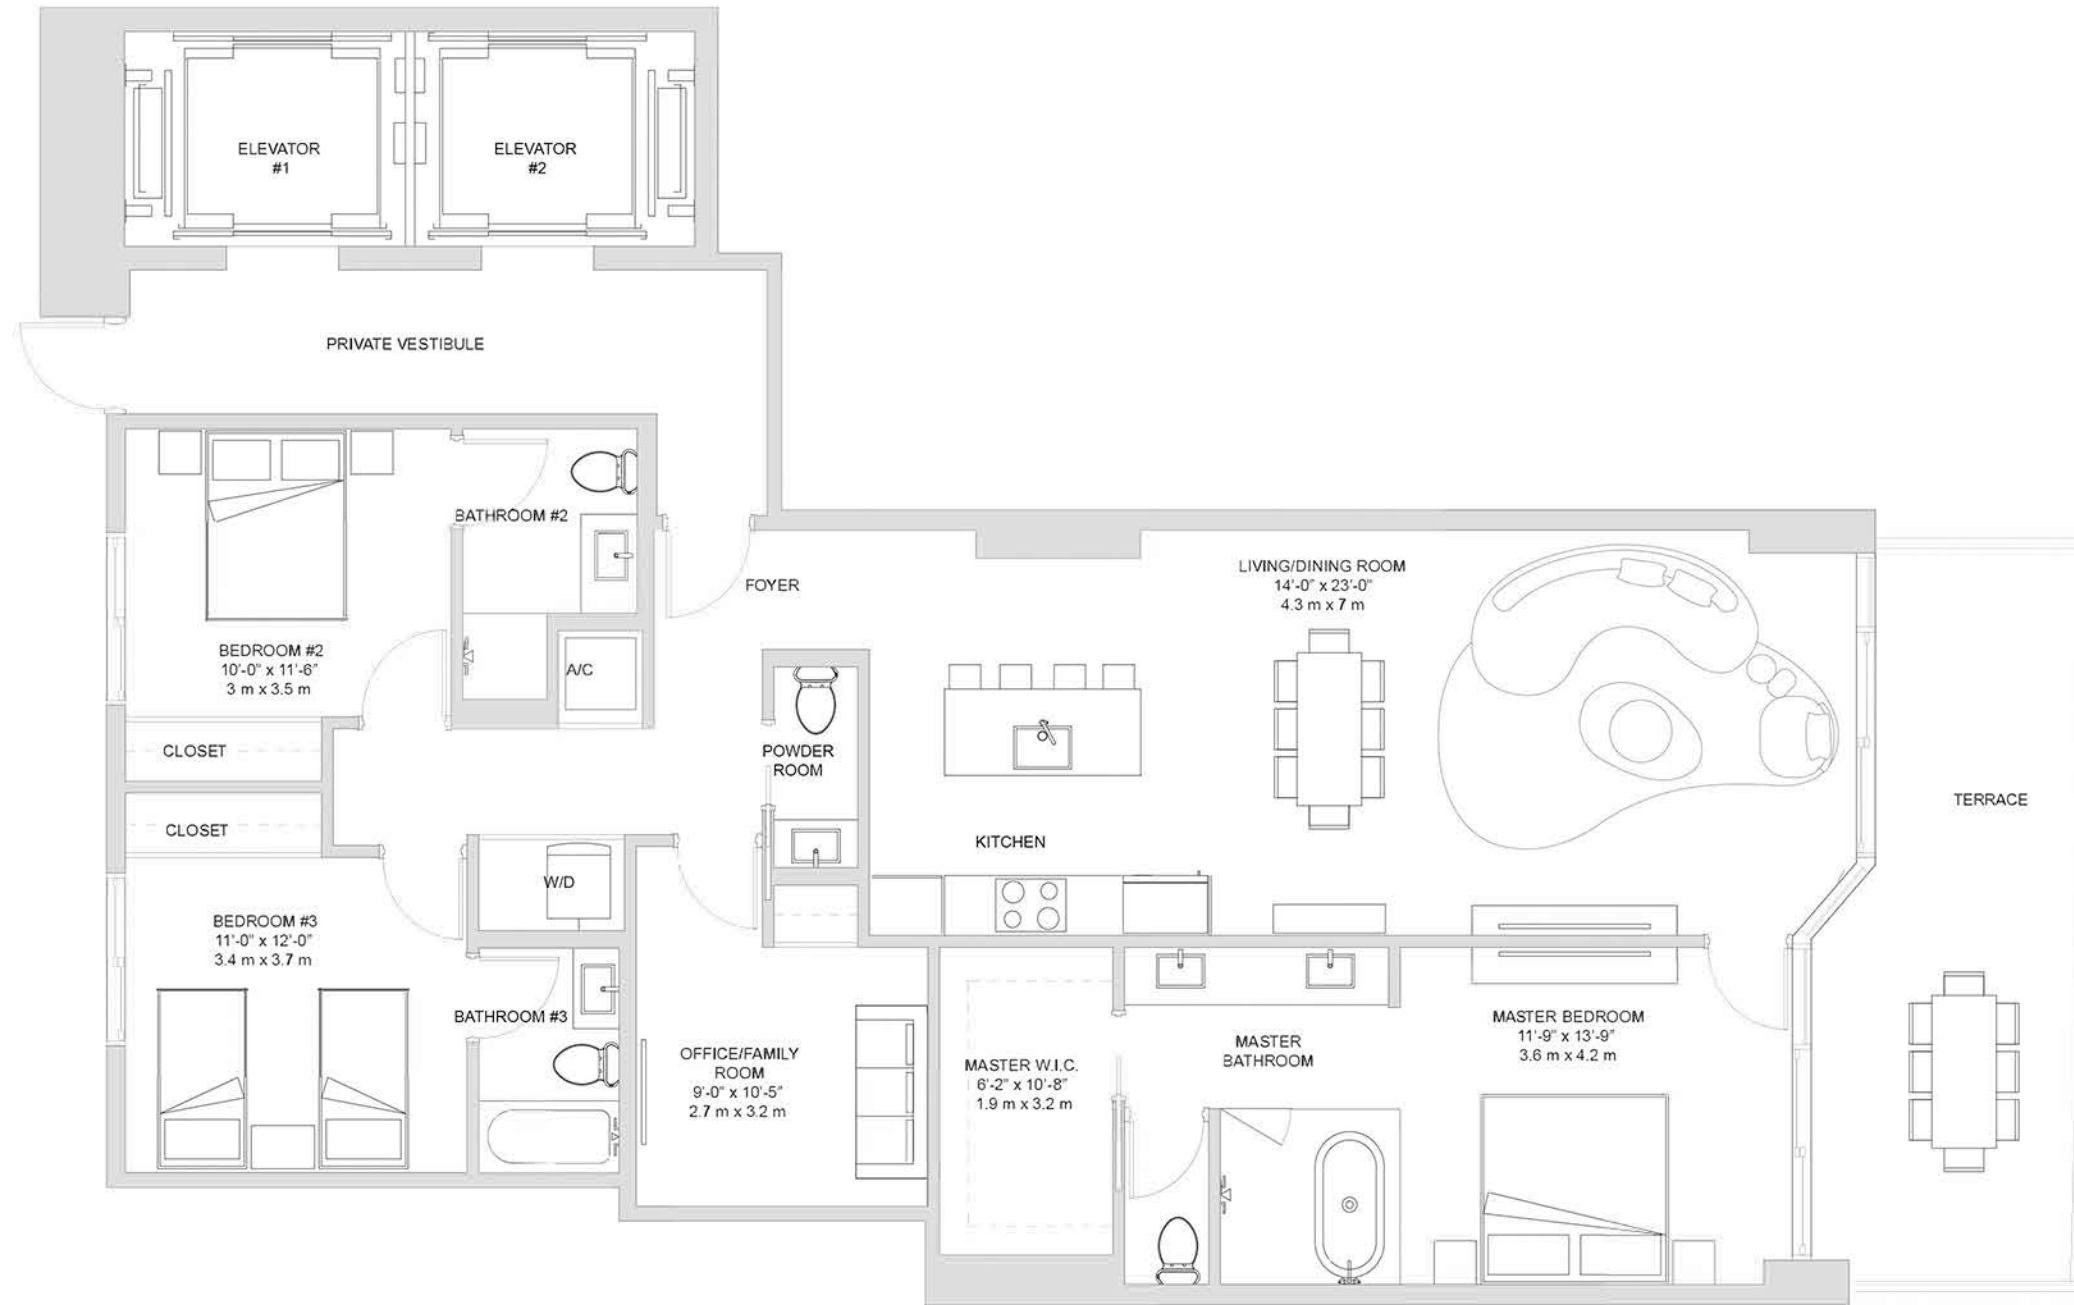 ELEVATOR
#1
ELEVATOR
#2
PRIVATE VESTIBULE
BATHROOM #2
FOYER
LIVING/DINING ROOM
14'-0" x 23'-0"
4.3 m x 7 m
BEDROOM #2
10'-0" x 11'-6"
3 m x 3.5 m
A/C
CLOSET
POWDER
ROOM
TERRACE
CLOSET
KITCHEN
W/D
BEDROOM #3
11'-0" x 12'-0"
3.4 m x 3.7 m
BATHROOM #3
OFFICE/FAMILY
ROOM
9'-0" x 10'-5"
2.7 m x 3.2 m
MASTER W.I.C.
6'-2" x 10'-8"
1.9 m x 3.2 m
MASTER
BATHROOM
MASTER BEDROOM
11'-9" x 13'-9"
3.6 m x 4.2 m